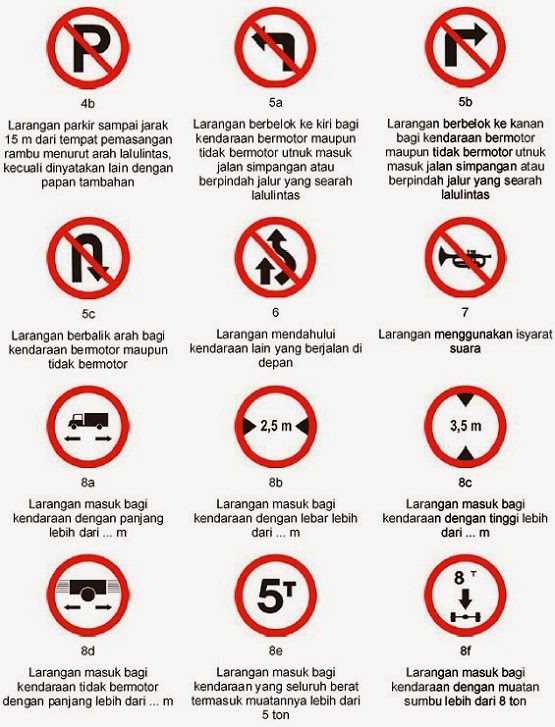 P
4b
Larangan parkir sampai jarak
15 m dari tempat pemasangan
rambu menurut arah lalulintas,
kecuali dinyatakan lain dengan
papan tambahan
5a
Larangan berbelok ke kiri bagi
kendaraan bermotor maupun
tidak bermotor utnuk masuk
jalan simpangan atau
berpindah jalur yang searah
lalulintas
5b
Larangan berbelok ke kanan
bagi kendaraan bermotor
maupun tidak bermotor utnuk
masuk jalan simpangan atau
berpindah jalur yang searah
lalulintas
5c
Larangan berbalik arah bagi
kendaraan bermotor maupun
tidak bermotor
6
Larangan mendahului
kendaraan lain yang berjalan di
depan
7
Larangan menggunakan isyarat
suara
8a
Larangan masuk bagi
kendaraan dengan panjang
lebih dari ... m
2,5 m
8b
Larangan masuk bagi
kendaraan dengan lebar lebih
dari ... m
3,5 m
8c
Larangan masuk bagi
kendaraan dengan tinggi lebih
dari ... m
8d
Larangan masuk bagi
kendaraan tidak bermotor
dengan panjang lebih dari ... m
5T
8e
Larangan masuk bagi
kendaraan yang seluruh berat
termasuk muatannya lebih dari
5 ton
8 T
8f
Larangan masuk bagi
kendaraan dengan muatan
sumbu lebih dari 8 ton